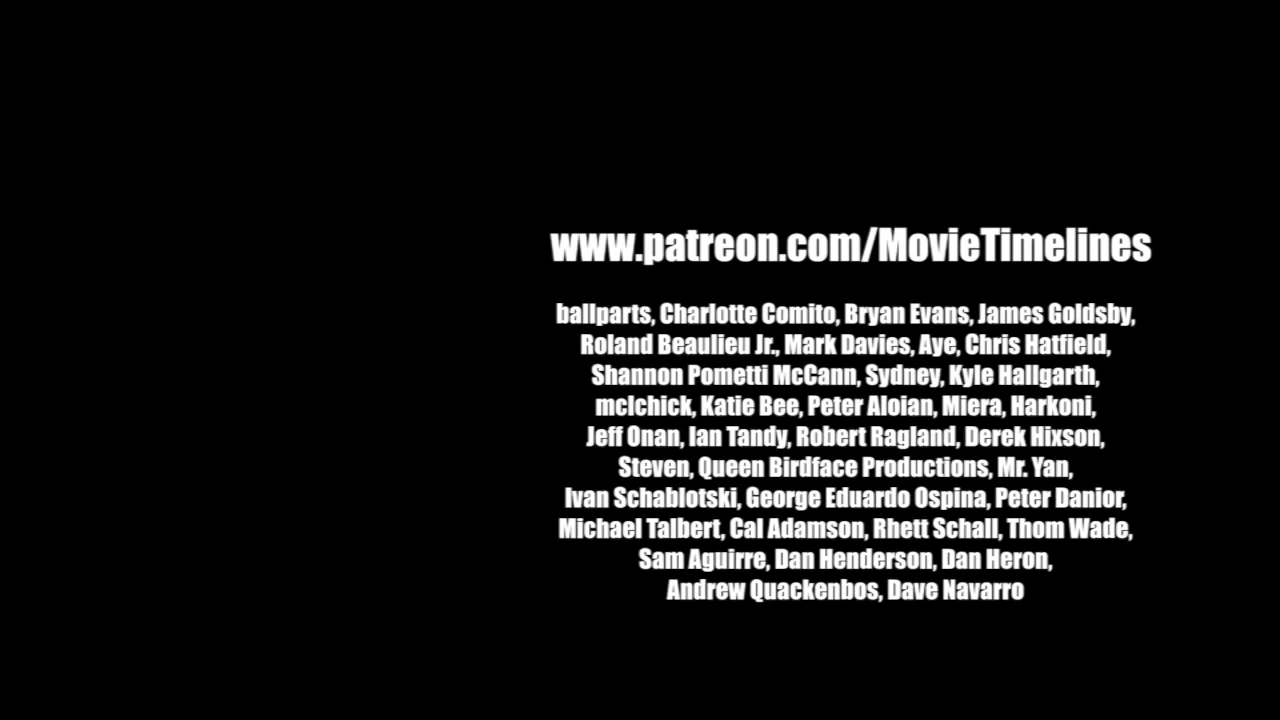 www.patreon.com/MovieTimelines
ballparts, Charlotte Comito, Bryan Evans, James Goldsby,
Roland Beaulieu Jr., Mark Davies, Aye, Chris Hatfield,
Shannon Pometti McCann, Sydney, Kyle Hallgarth,
mclchick, Katie Bee, Peter Aloian, Miera, Harkoni,
Jeff Onan, Ian Tandy, Robert Ragland, Derek Hixson,
Steven, Queen Birdface Productions, Mr. Yan,
Ivan Schablotski, George Eduardo Ospina, Peter Danior,
Michael Talbert, Cal Adamson, Rhett Schall, Thom Wade,
Sam Aguirre, Dan Henderson, Dan Heron,
Andrew Quackenbos, Dave Navarro